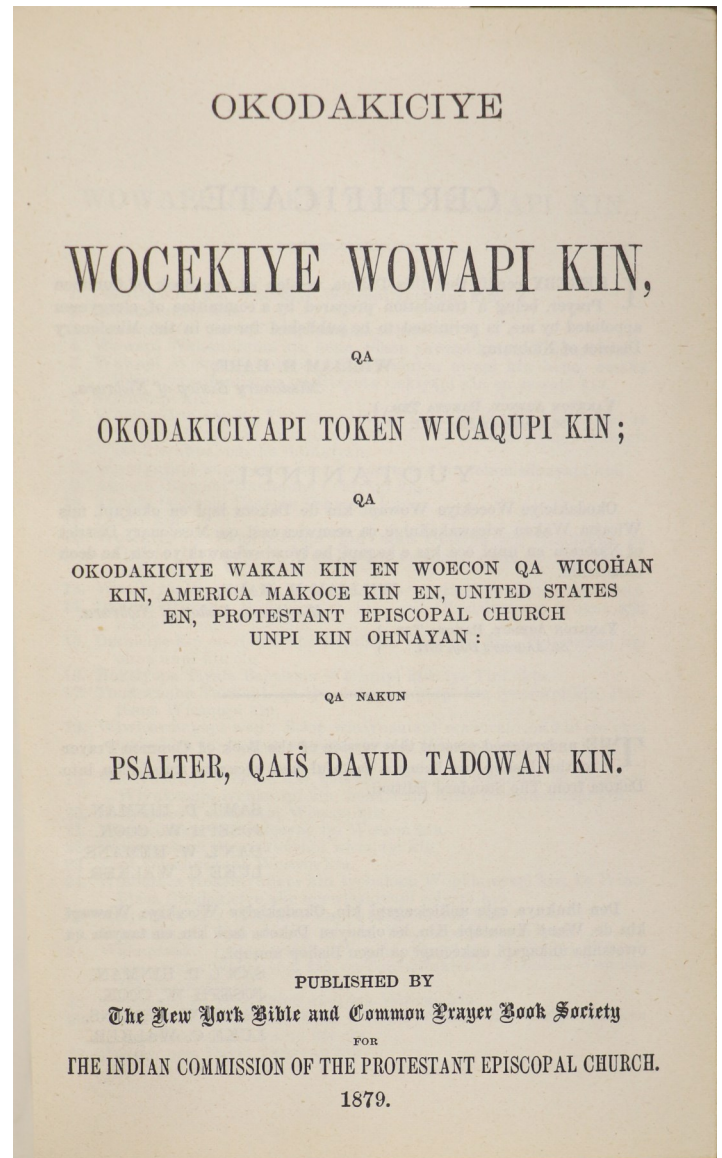 OKODAKICIYE
WOCEKIYE WOWAPI KIN,
QA
OKODAKICIYAPI TOKEN WICAQUPI KIN;
QA
OKODAKICIYE WAKAN KIN EN WOECON QA WICOḢAN
KIN, AMERICA MAKOCE KIN EN, UNITED STATES
EN, PROTESTANT EPISCOPAL CHURCH
UNPI KIN OHNAYAN:
QA NAKUN
PSALTER, QAIṠ DAVID TADOWAN KIN.
PUBLISHED BY
The New York Bible and Common Prayer Book Society
FOR
THE INDIAN COMMISSION OF THE PROTESTANT EPISCOPAL CHURCH.
1879.